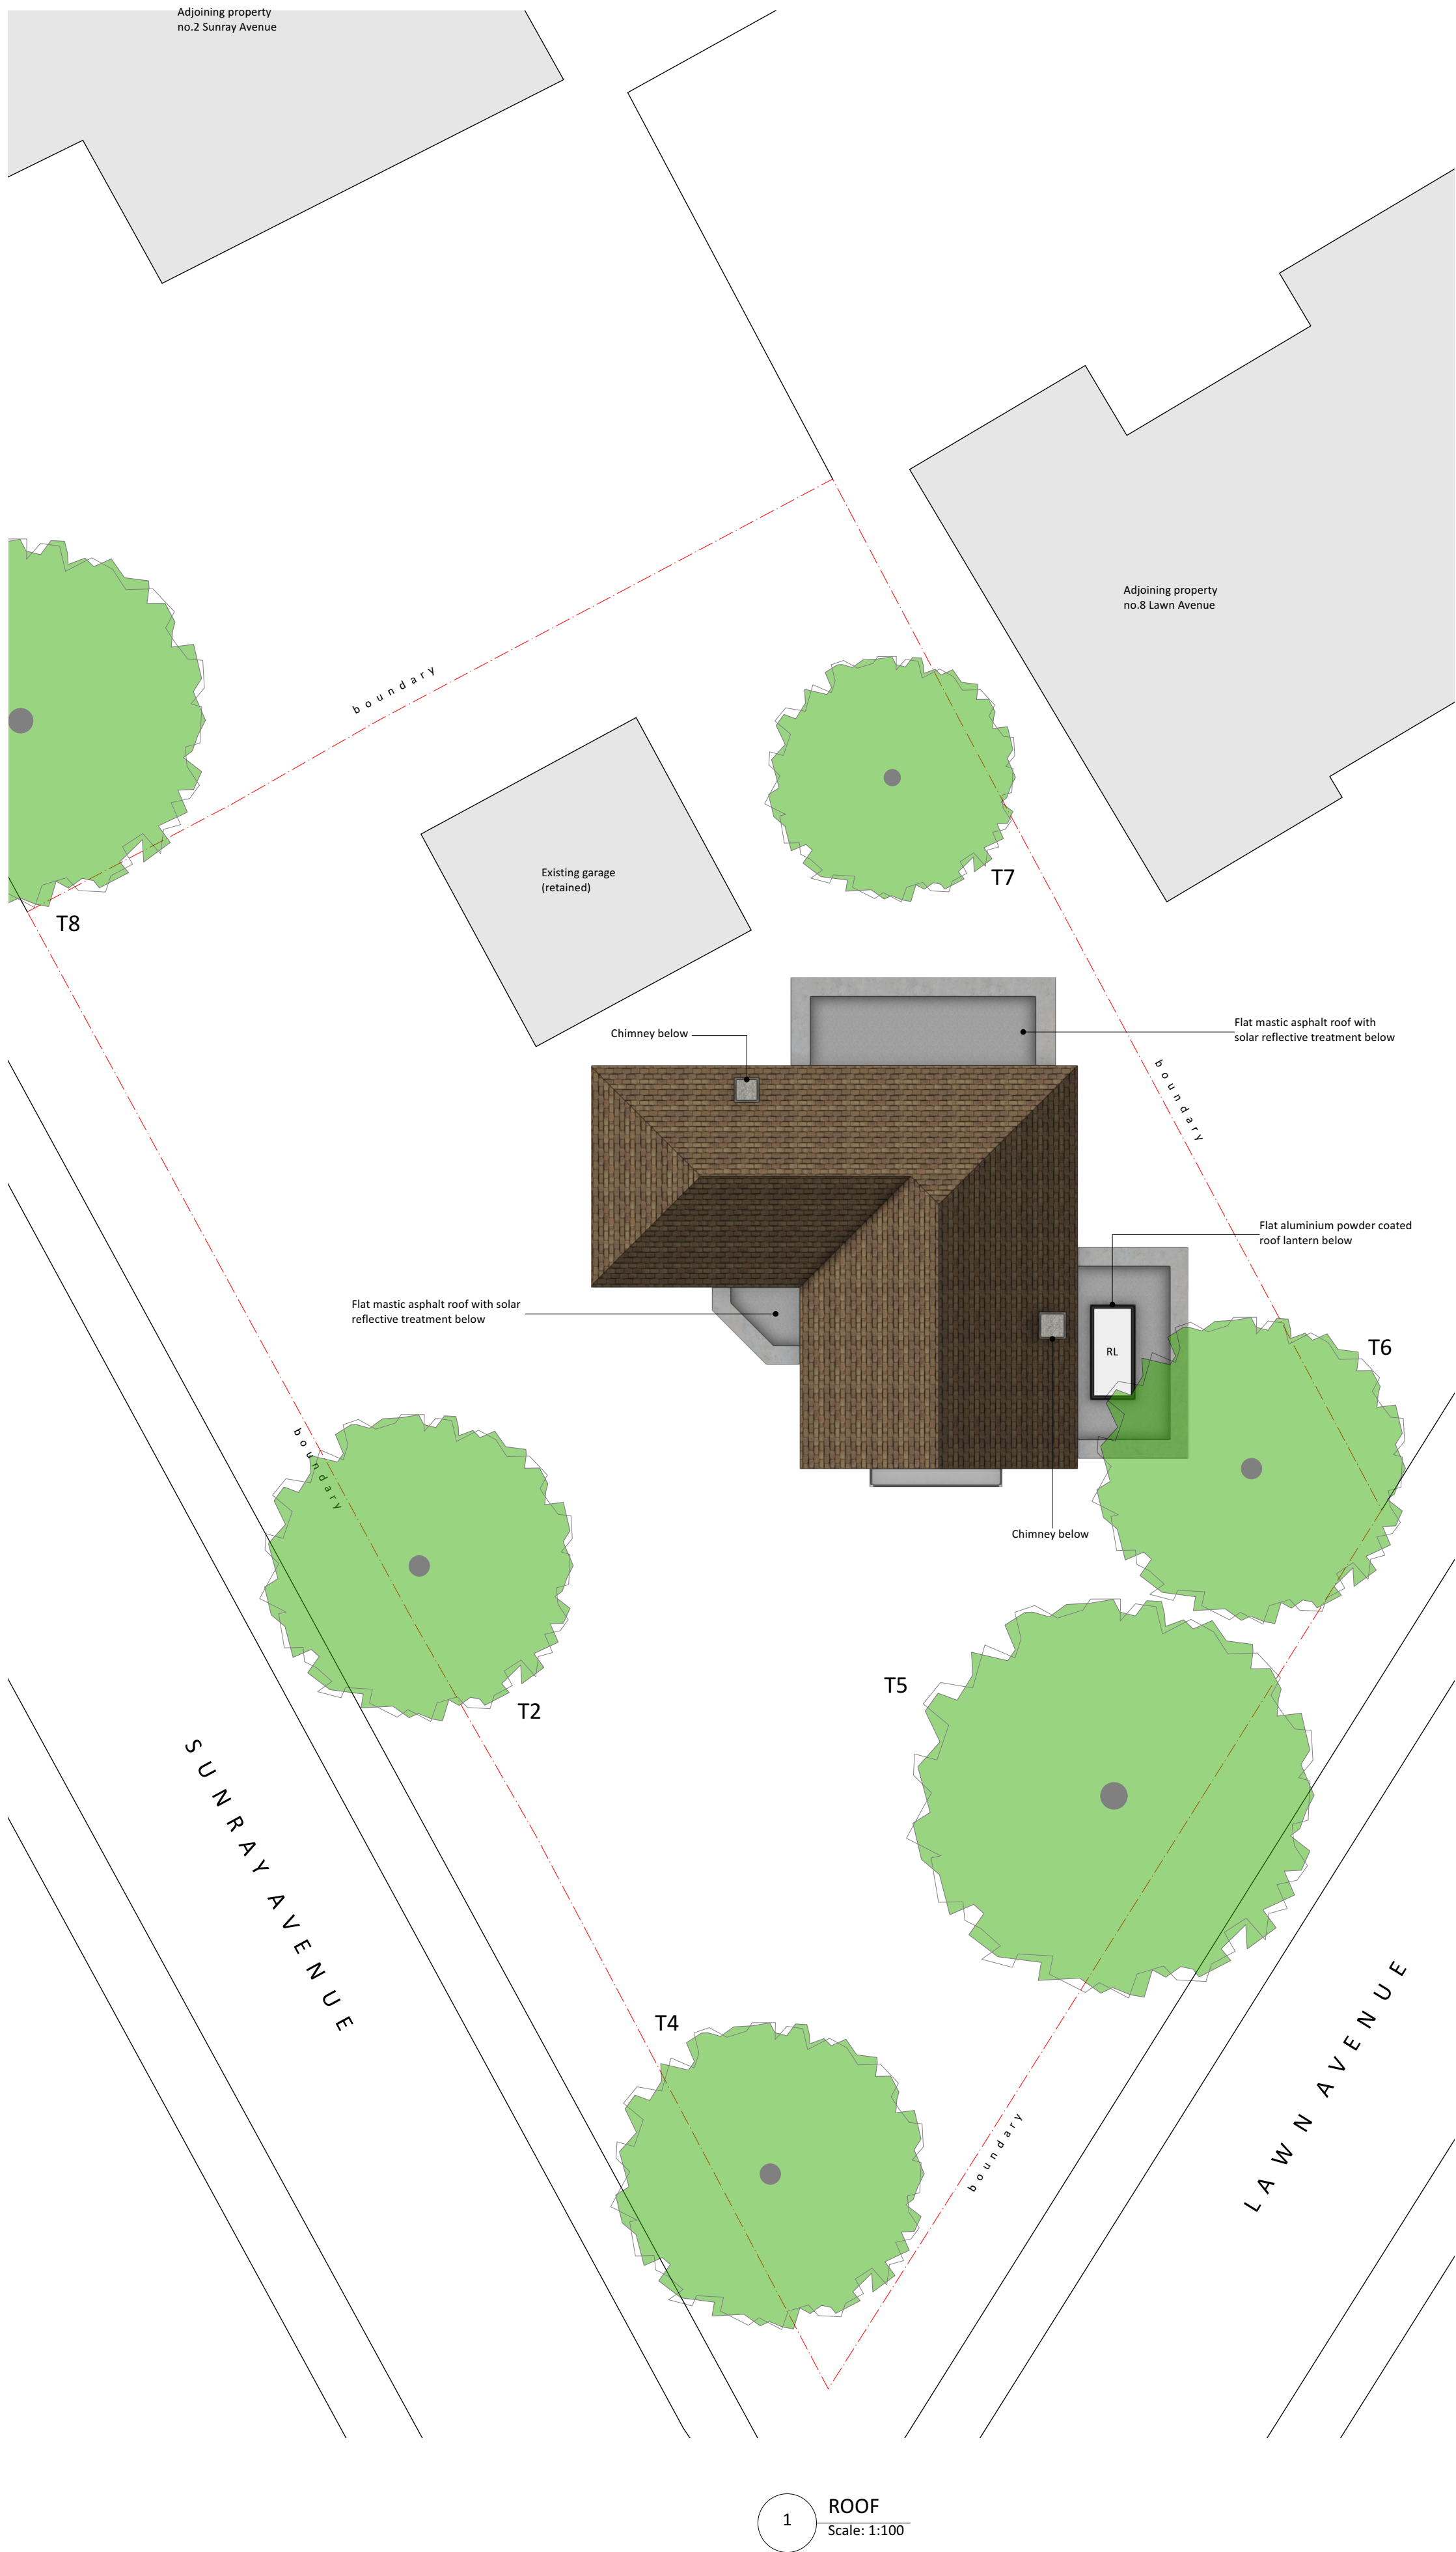 Adjoining property
no.2 Sunray Avenue
Adjoining property
no.8 Lawn Avenue
boundary
Existing garage
(retained)
T7
T8
Chimney below
Flat mastic asphalt roof with
solar reflective treatment below
boundary
Flat aluminium powder coated
roof lantern below
Flat mastic asphalt roof with solar
reflective treatment below
RL
T6
boundary
Chimney below
T5
T2
SUNRAY AVENUE
LAWN AVENUE
T4
boundary
1
ROOF
Scale: 1:100